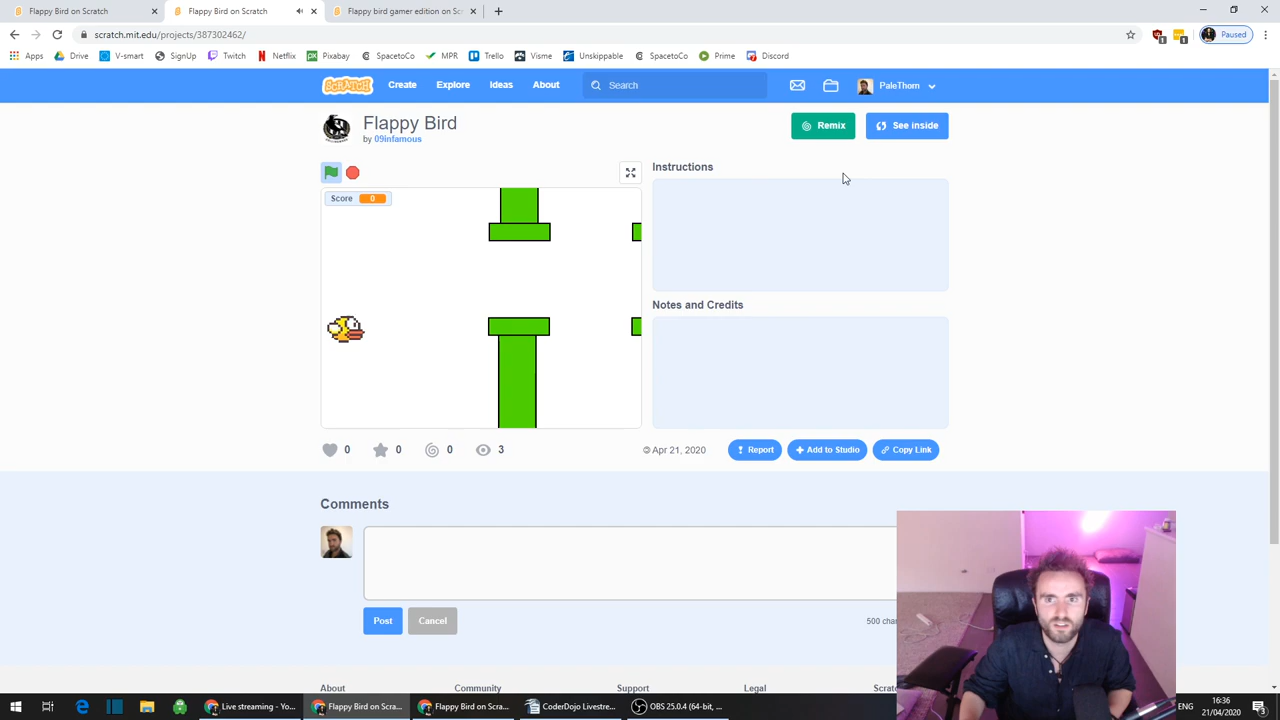 Flappy Bird on Scratch
Flappy Bird on Scratch
Flappy Bird gamer edition on Sc
scratch.mit.edu/projects/387302462/
Paused
Apps
Drive
V-smart
SignUp
Twitch
Netflix
Pixabay
SpacetoCo
MPR
Trello
Visme
Unskippable
SpacetoCo
Prime
Discord
SCRATCH
Create
Explore
Ideas
About
Search
PaleThom
Flappy Bird
by 09infamous
Remix
See inside
Instructions
Score 0
Notes and Credits
0
0
0
3
Apr 21, 2020
Report
Add to Studio
Copy Link
Comments
Post
Cancel
500 char
About
Community
Support
Legal
Scra
Live streaming - Yo...
Flappy Bird on Scra...
Flappy Bird on Scra...
CoderDojo Livestre...
OBS 25.0.4 (64-bit, ...
ENG
16:36
21/04/2020